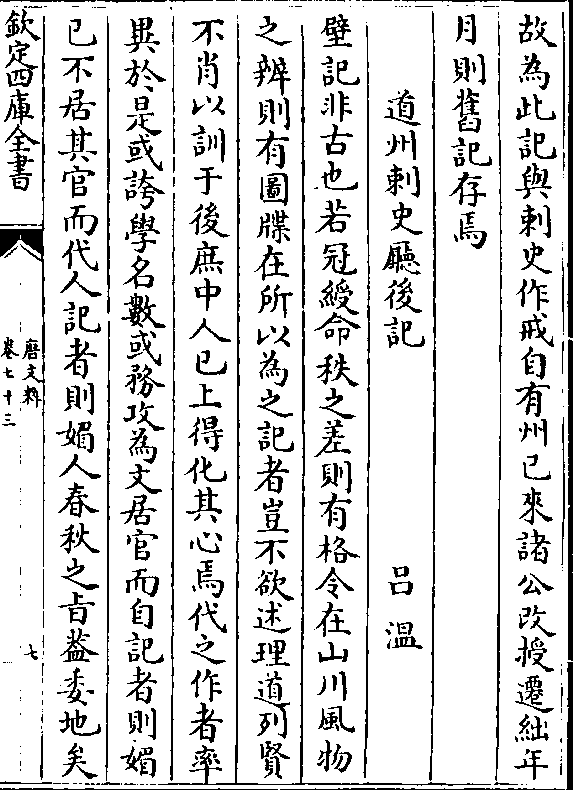 故為此記與刺史作戒自有州已來諸公改授遷絀年
月則舊記存焉
道州刺史廳後記 吕溫
壁記非古也若冠綬命秩之差則有格令在山川風物
之辨則有圖牒在所以為之記者豈不欲述理道列賢
不肖以訓于後庶中人已上得化其心焉代之作者率
異於是或誇學名數或務攻為文居官而自記者則媚
已不居其官而代人記者則媚人春秋之旨葢委地矣
欽定四庫全書
唐文粹
卷七十三
七